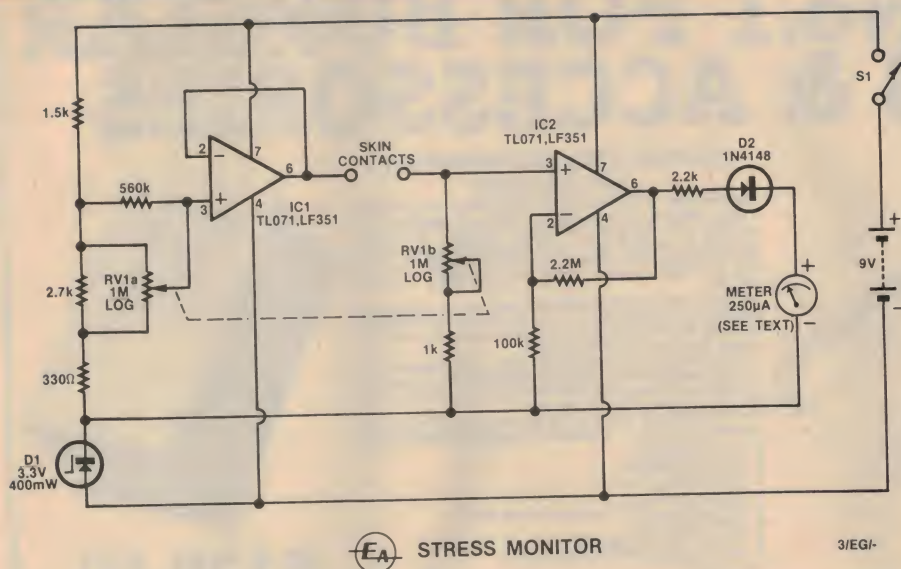 S1
1.5k
2
7
560k
6
SKIN
CONTACTS
3
4
IC1
TL071,LF351
IC2
TL071,LF351
3
7
6
2
4
2.2k
D2
1N4148
+
9V
-
2.7k
RV1a
1M
LOG
RV1b
1M
LOG
2.2M
+
METER
250µA
(SEE TEXT)
-
1k
100k
330Ω
D1
3.3V
400mW
EA STRESS MONITOR
3/EG/-